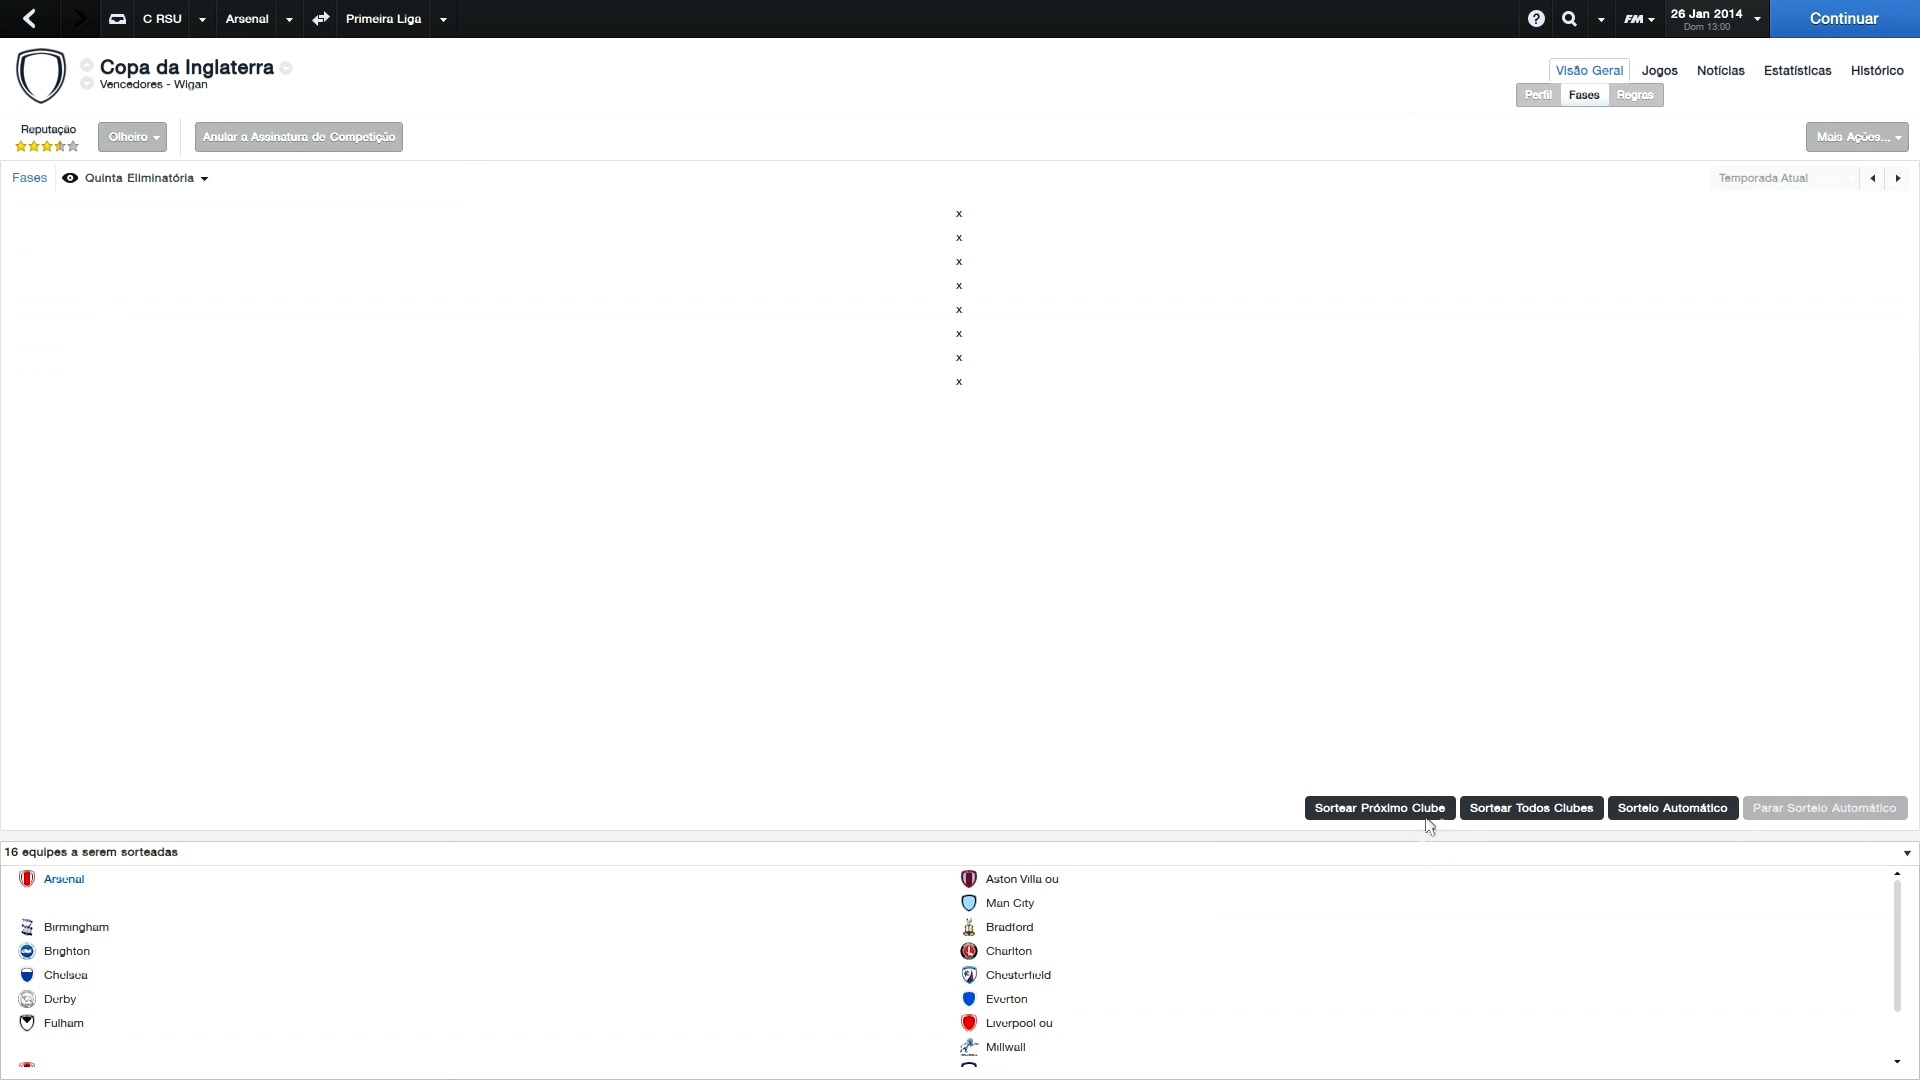 C RSU Arsenal Primeira Liga FM 26 Jan 2014 Continuar
Dom 13:00
Copa da Inglaterra
Vencedores - Wigan
Visão Geral Jogos Notícias Estatísticas Histórico
Perfil Fases Regras
Reputação
Olheiro Anular a Assinatura de Competição Mais Ações...
Fases Quinta Eliminatória Temporada Atual
x
x
x
x
x
x
x
x
Sortear Próximo Clube Sortear Todos Clubes Sorteio Automático Parar Sorteio Automático
16 equipes a serem sorteadas
Arsenal Aston Villa ou
Man City
Birmingham Bradford
Brighton Charlton
Chelsea Chesterfield
Derby Everton
Fulham Liverpool ou
Millwall